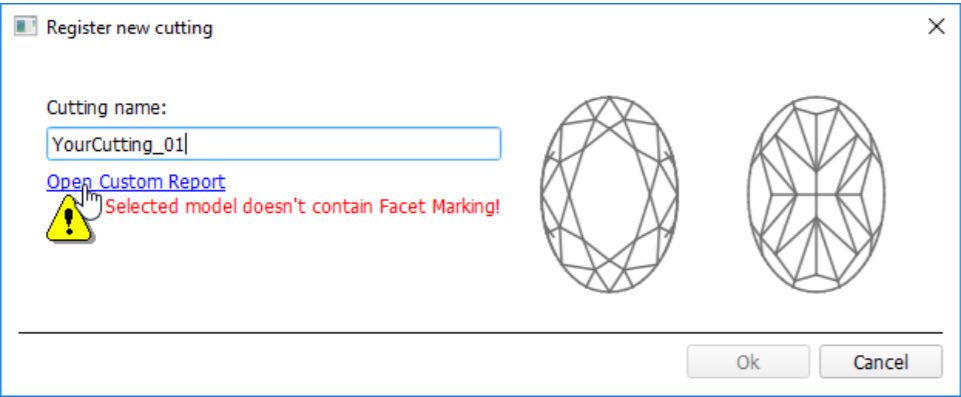 Register new cutting
Cutting name:
YourCutting_01
Open Custom Report
Selected model doesn't contain Facet Marking!
Ok
Cancel